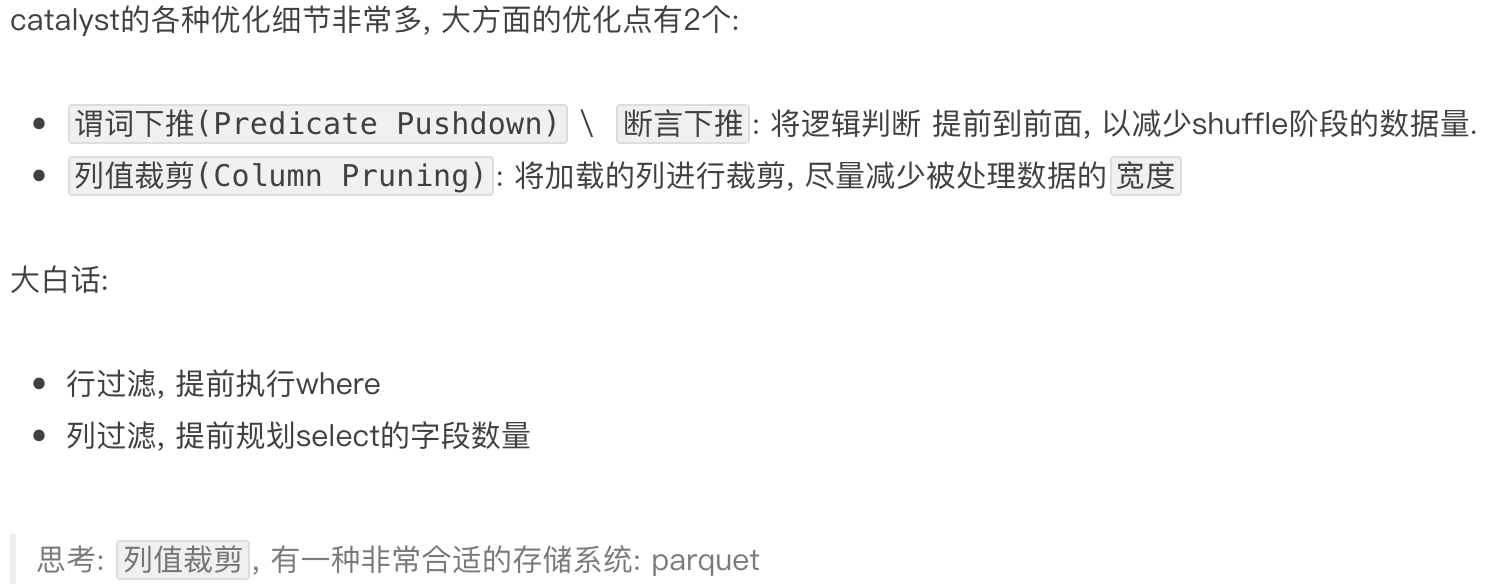 catalyst的各种优化细节非常多, 大方面的优化点有2个:
• 谓词下推(Predicate Pushdown) \ 断言下推: 将逻辑判断 提前到前面, 以减少shuffle阶段的数据量.
• 列值裁剪(Column Pruning): 将加载的列进行裁剪, 尽量减少被处理数据的宽度
大白话:
• 行过滤, 提前执行where
• 列过滤, 提前规划select的字段数量
思考: 列值裁剪, 有一种非常合适的存储系统: parquet